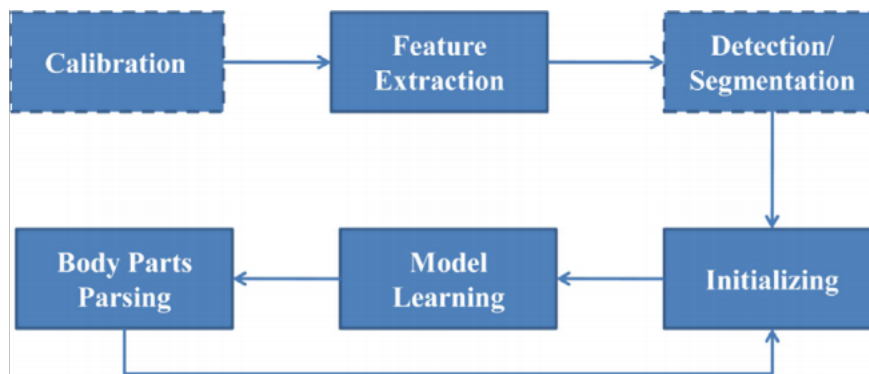 Calibration
Feature
Extraction
Detection/
Segmentation
Body Parts
Parsing
Model
Learning
Initializing